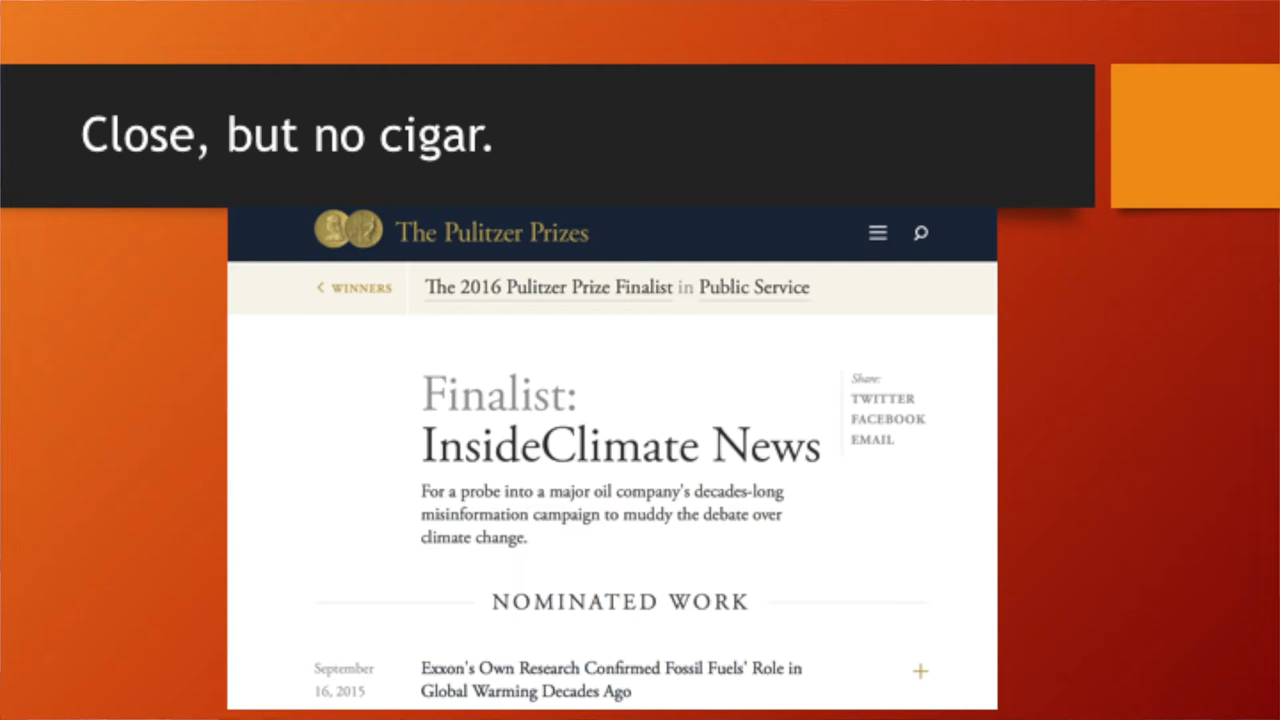 Close, but no cigar.
The Pulitzer Prizes
WINNERS
The 2016 Pulitzer Prize Finalist in Public Service
Finalist:
InsideClimate News
For a probe into a major oil company's decades-long
misinformation campaign to muddy the debate over
climate change.
Share:
TWITTER
FACEBOOK
EMAIL
NOMINATED WORK
September
16, 2015
Exxon's Own Research Confirmed Fossil Fuels' Role in
Global Warming Decades Ago